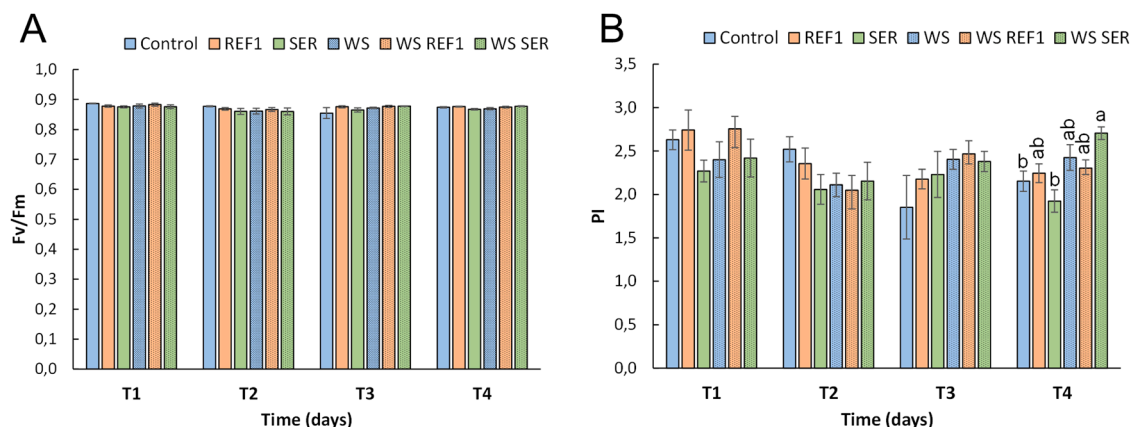 A
Control REF1 SER WS WS REF1 WS SER
1,0
0,9
0,8
0,7
0,6
0,5
0,4
0,3
0,2
0,1
0,0
Fv/Fm
T1 T2 T3 T4
Time (days)
B
Control REF1 SER WS WS REF1 WS SER
3,5
3,0
2,5
2,0
1,5
1,0
0,5
0,0
PI
b ab b ab ab a
T1 T2 T3 T4
Time (days)